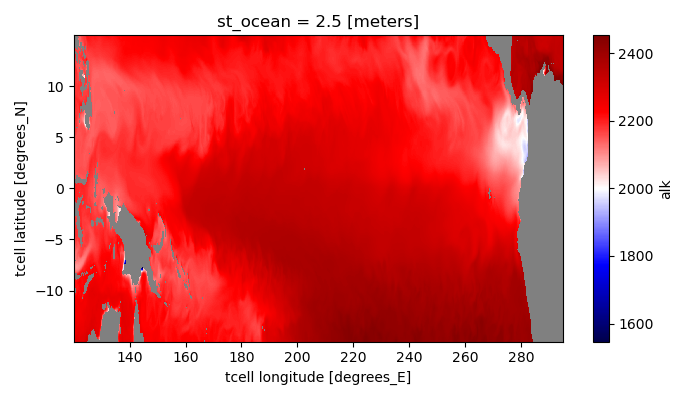 st_ocean = 2.5 [meters]
tcell latitude [degrees_N]
10
5
0
−5
−10
140 160 180 200 220 240 260 280
tcell longitude [degrees_E]
2400
2200
2000
1800
1600
alk